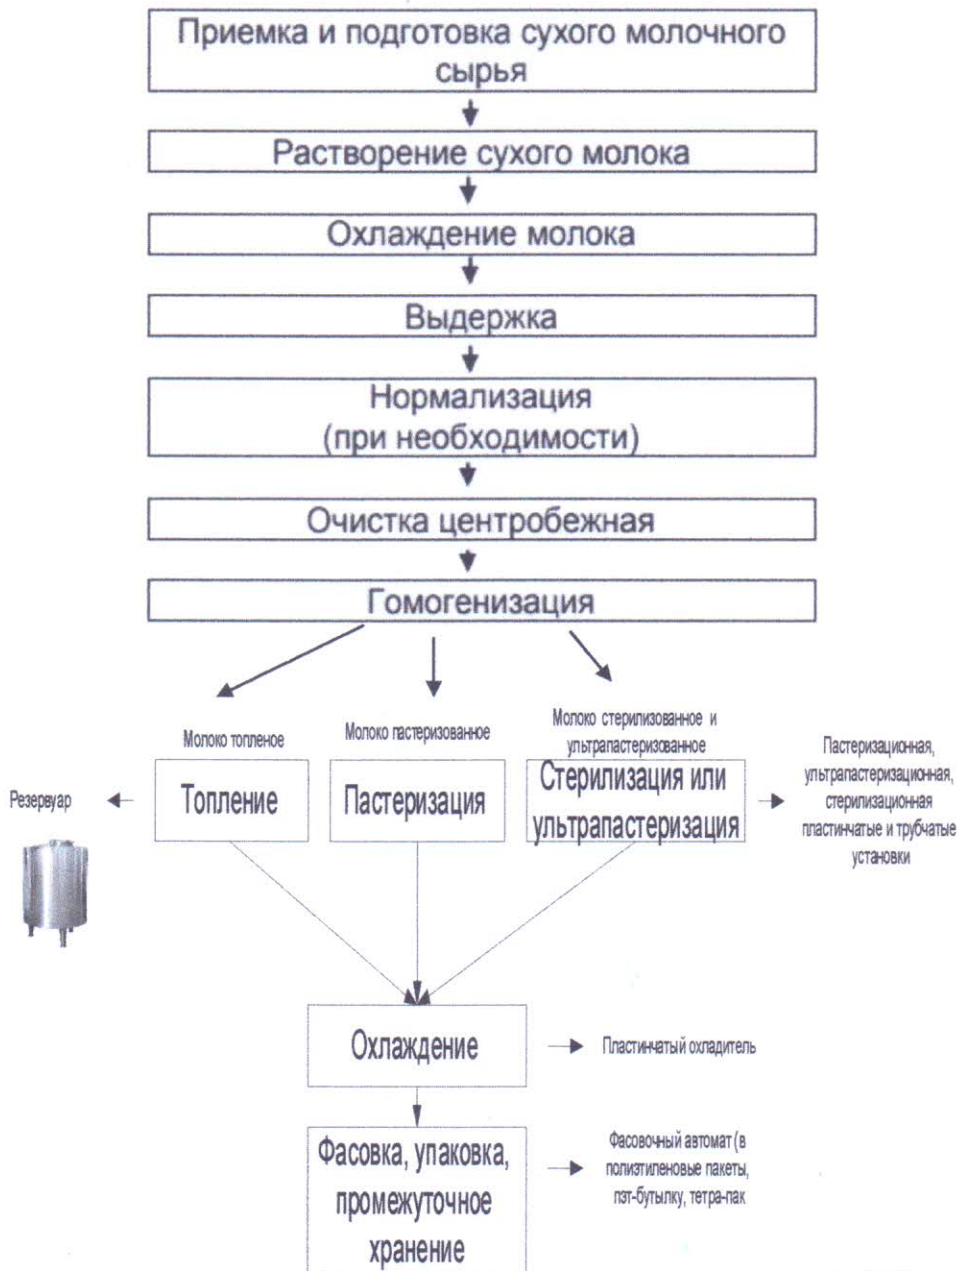 Приемка и подготовка сухого молочного
сырья
Растворение сухого молока
Охлаждение молока
Выдержка
Нормализация
(при необходимости)
Очистка центробежная
Гомогенизация
Молоко топленое
Молоко пастеризованное
Молоко стерилизованное и
ультрапастеризованное
Резервуар
Топление
Пастеризация
Стерилизация или
ультрапастеризация
Пастеризационная,
ультрапастеризационная,
стерилизационная
пластинчатые и трубчатые
установки
Охлаждение
Пластинчатый охладитель
Фасовка, упаковка,
промежуточное
хранение
Фасовочный автомат (в
полиэтиленовые пакеты,
пэт-бутылку, тетра-пак